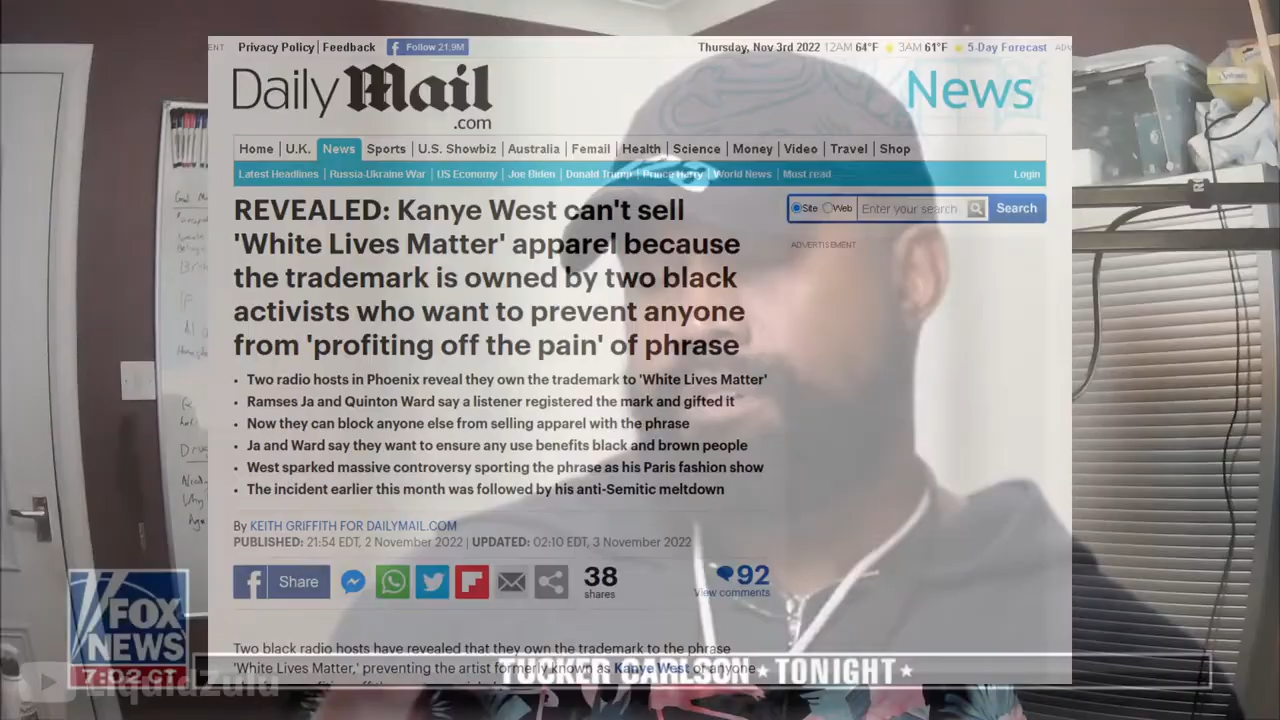 Privacy Policy | Feedback
Follow 21.9M
Thursday, Nov 3rd 2022 12AM 64°F 3AM 61°F 5-Day Forecast
Daily Mail
.com
News
Home | U.K. | News | Sports | U.S. Showbiz | Australia | Femail | Health | Science | Money | Video | Travel | Shop
Latest Headlines | Russia-Ukraine War | US Economy | Joe Biden | Donald Trump | Prince Harry | World News | Most read
Login
REVEALED: Kanye West can't sell
'White Lives Matter' apparel because
the trademark is owned by two black
activists who want to prevent anyone
from 'profiting off the pain' of phrase
Site Web Enter your search Search
ADVERTISEMENT
• Two radio hosts in Phoenix reveal they own the trademark to 'White Lives Matter'
• Ramses Ja and Quinton Ward say a listener registered the mark and gifted it
• Now they can block anyone else from selling apparel with the phrase
• Ja and Ward say they want to ensure any use benefits black and brown people
• West sparked massive controversy sporting the phrase as his Paris fashion show
• The incident earlier this month was followed by his anti-Semitic meltdown
By KEITH GRIFFITH FOR DAILYMAIL.COM
PUBLISHED: 21:54 EDT, 2 November 2022 | UPDATED: 02:10 EDT, 3 November 2022
Share
38
shares
92
View comments
Two black radio hosts have revealed that they own the trademark to the phrase
'White Lives Matter,' preventing the artist formerly known as Kanye West or anyone
FOX
NEWS
7:02 CT
LiquidZulu
TUCKER CARLSON TONIGHT